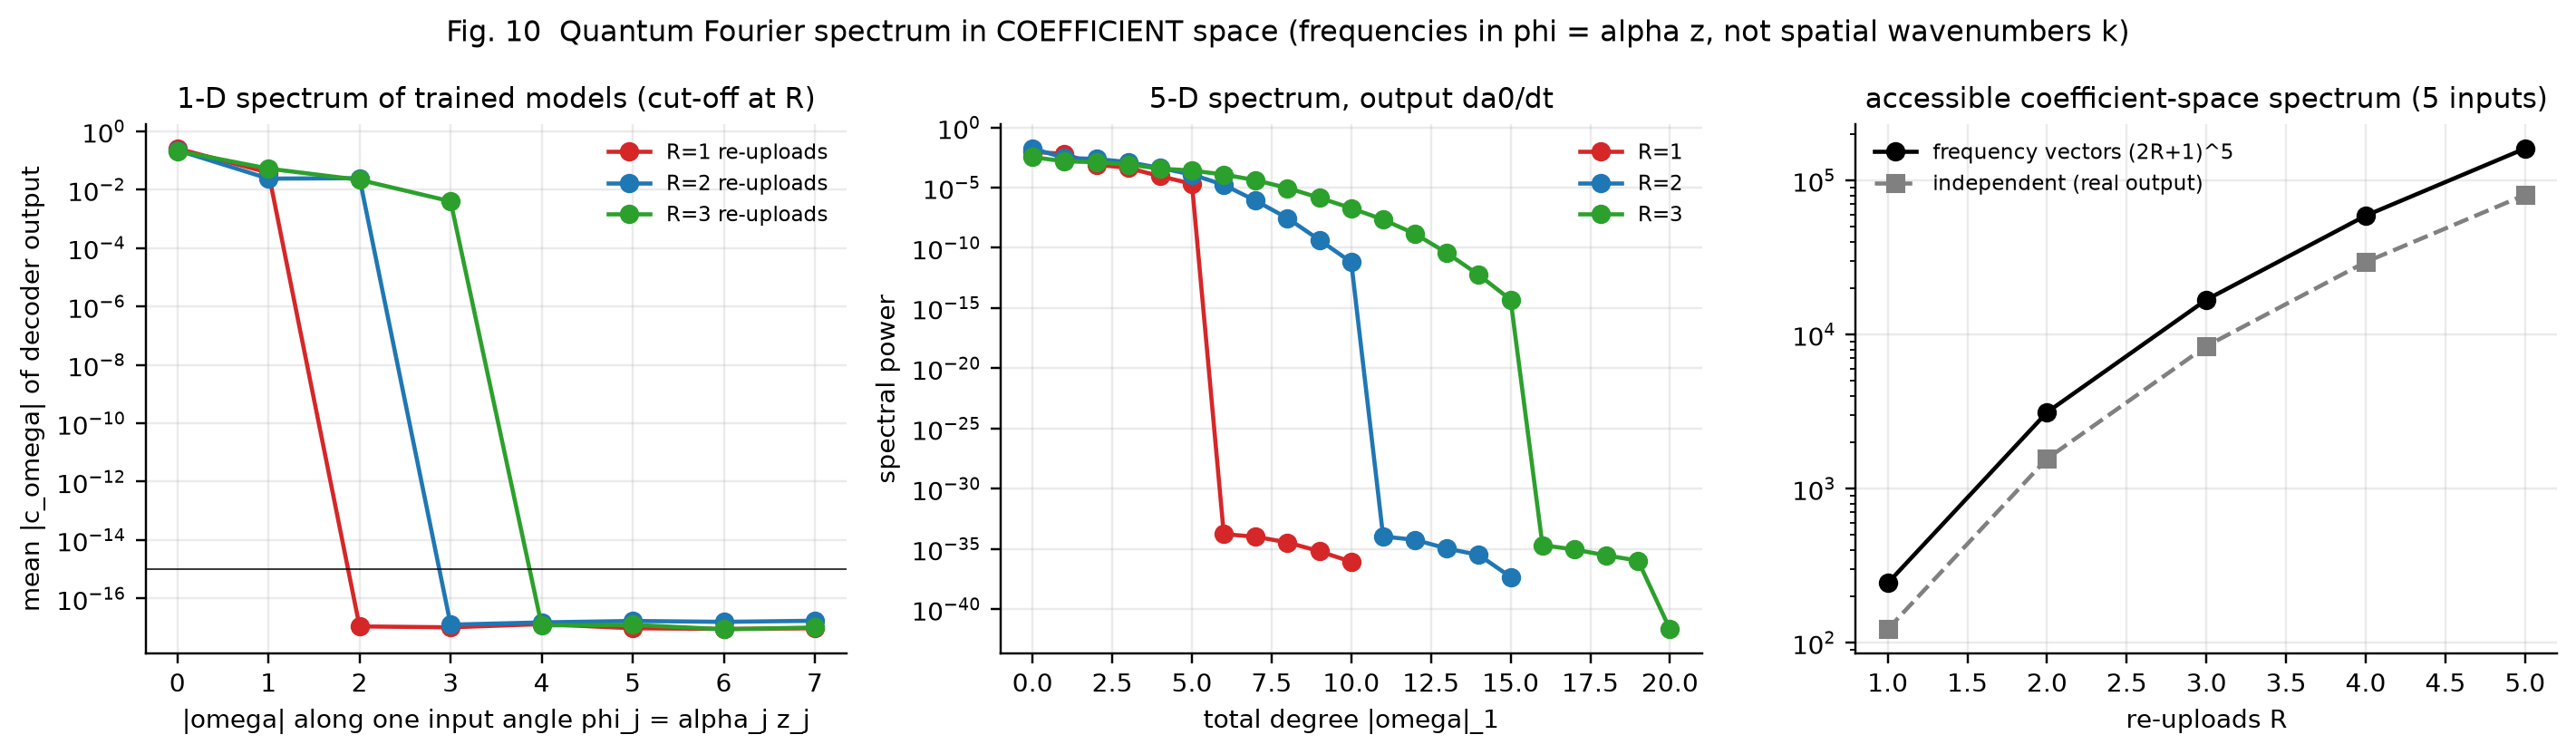 Fig. 10  Quantum Fourier spectrum in COEFFICIENT space (frequencies in phi = alpha z, not spatial wavenumbers k)
1-D spectrum of trained models (cut-off at R)
mean |c_omega| of decoder output
10^0
10^−2
10^−4
10^−6
10^−8
10^−10
10^−12
10^−14
10^−16
R=1 re-uploads
R=2 re-uploads
R=3 re-uploads
0 1 2 3 4 5 6 7
|omega| along one input angle phi_j = alpha_j z_j
5-D spectrum, output da0/dt
spectral power
10^0
10^−5
10^−10
10^−15
10^−20
10^−25
10^−30
10^−35
10^−40
R=1
R=2
R=3
0.0 2.5 5.0 7.5 10.0 12.5 15.0 17.5 20.0
total degree |omega|_1
accessible coefficient-space spectrum (5 inputs)
10^5
10^4
10^3
10^2
frequency vectors (2R+1)^5
independent (real output)
1.0 1.5 2.0 2.5 3.0 3.5 4.0 4.5 5.0
re-uploads R